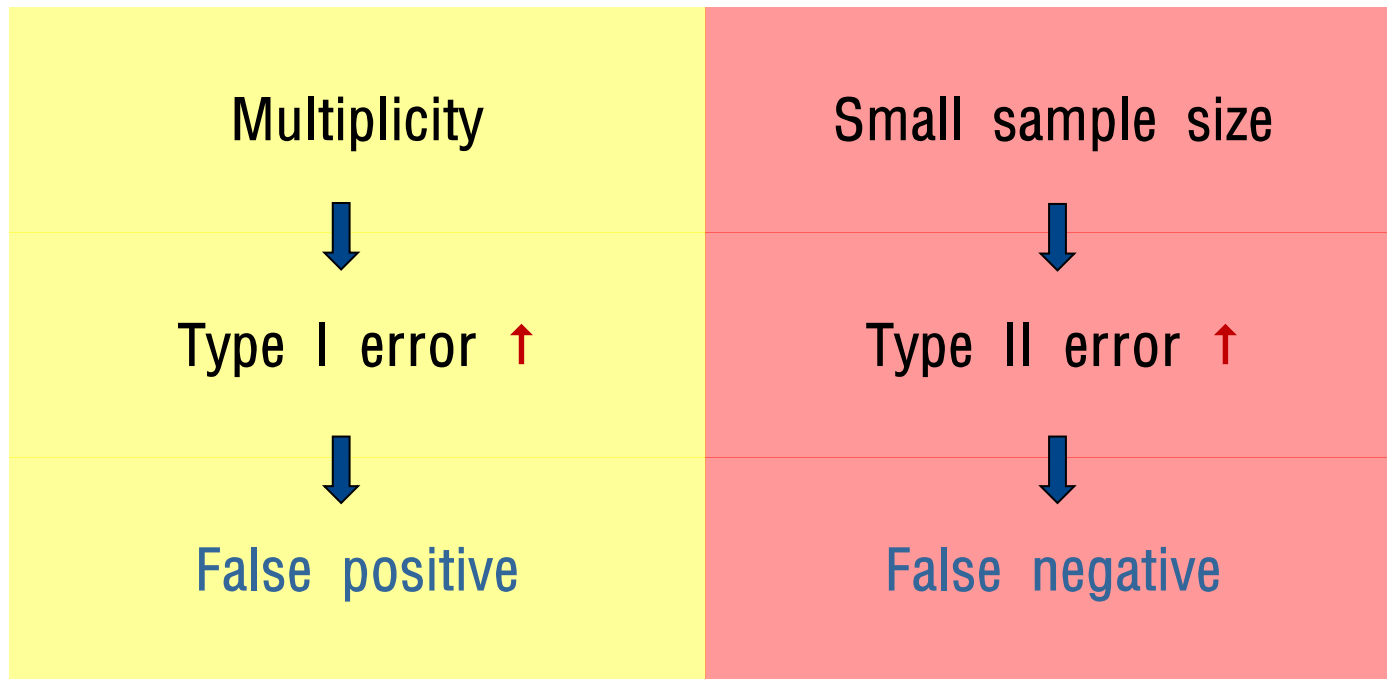 Multiplicity
Small sample size
Type I error ↑
Type II error ↑
False positive
False negative